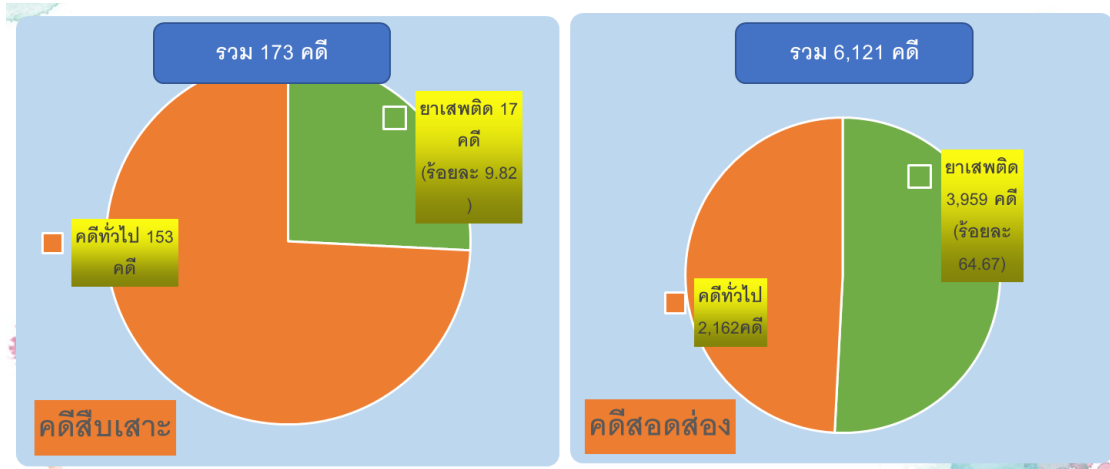 รวม 173 คดี
ยาเสพติด 17
คดี
(ร้อยละ 9.82
)
คดีทั่วไป 153
คดี
คดีสืบเสาะ
รวม 6,121 คดี
ยาเสพติด
3,959 คดี
(ร้อยละ
64.67)
คดีทั่วไป
2,162คดี
คดีสอดส่อง